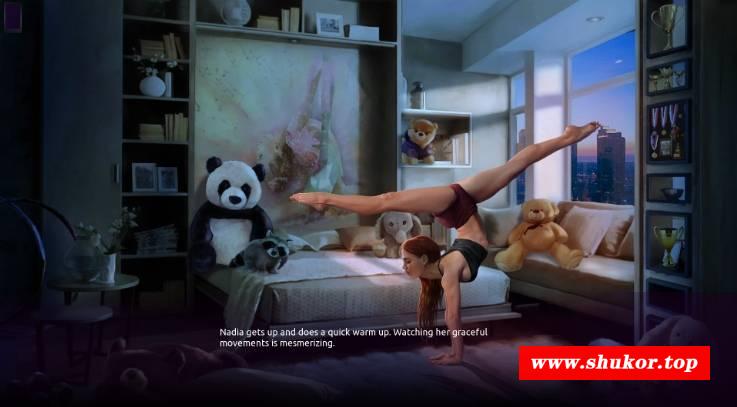 Nadia gets up and does a quick warm up. Watching her graceful
movements is mesmerizing.
www.shukor.top